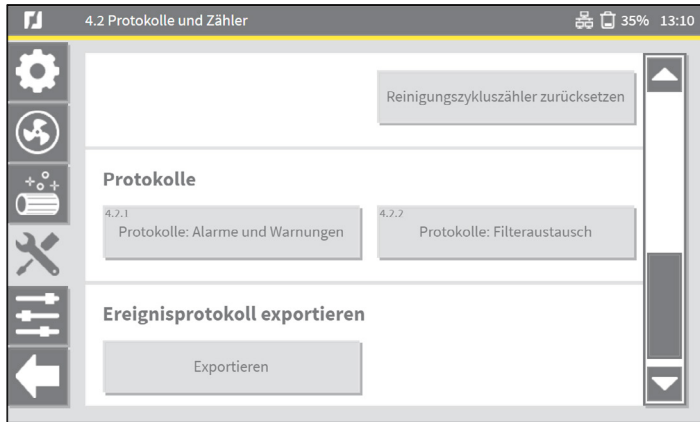 4.2 Protokolle und Zähler 35% 13:10
Reinigungszykluszähler zurücksetzen
Protokolle
4.2.1 4.2.2
Protokolle: Alarme und Warnungen Protokolle: Filteraustausch
Ereignisprotokoll exportieren
Exportieren